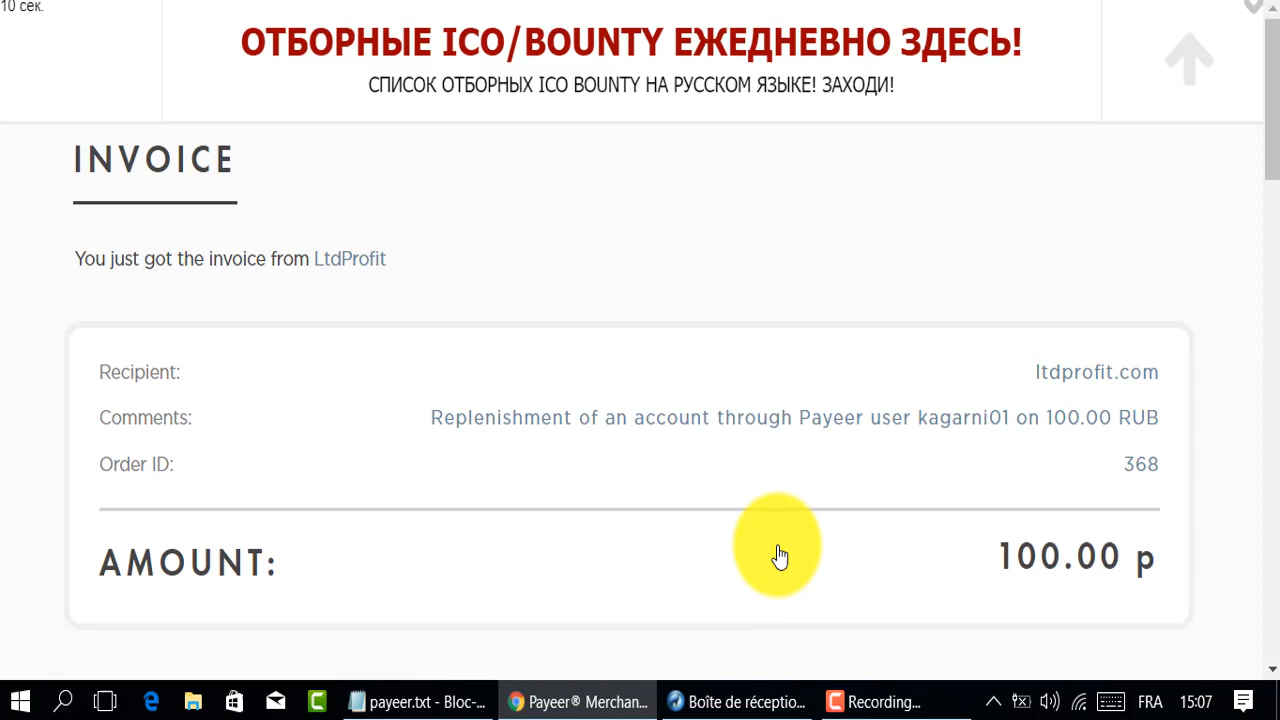 10 сек.
ОТБОРНЫЕ ICO/BOUNTY ЕЖЕДНЕВНО ЗДЕСЬ!
СПИСОК ОТБОРНЫХ ICO BOUNTY НА РУССКОМ ЯЗЫКЕ! ЗАХОДИ!
INVOICE
You just got the invoice from LtdProfit
Recipient: ltdprofit.com
Comments: Replenishment of an account through Payeer user kagarni01 on 100.00 RUB
Order ID: 368
AMOUNT: 100.00 р
payeer.txt - Bloc-... Payeer® Merchan... Boîte de réceptio... Recording... FRA 15:07